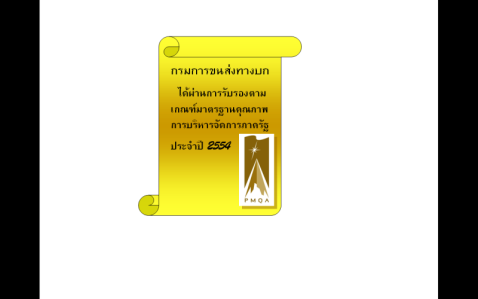 กรมการขนส่งทางบก
ได้ผ่านการรับรองตาม
เกณฑ์มาตรฐานคุณภาพ
การบริหารจัดการภาครัฐ
ประจำปี 2554
PMQA